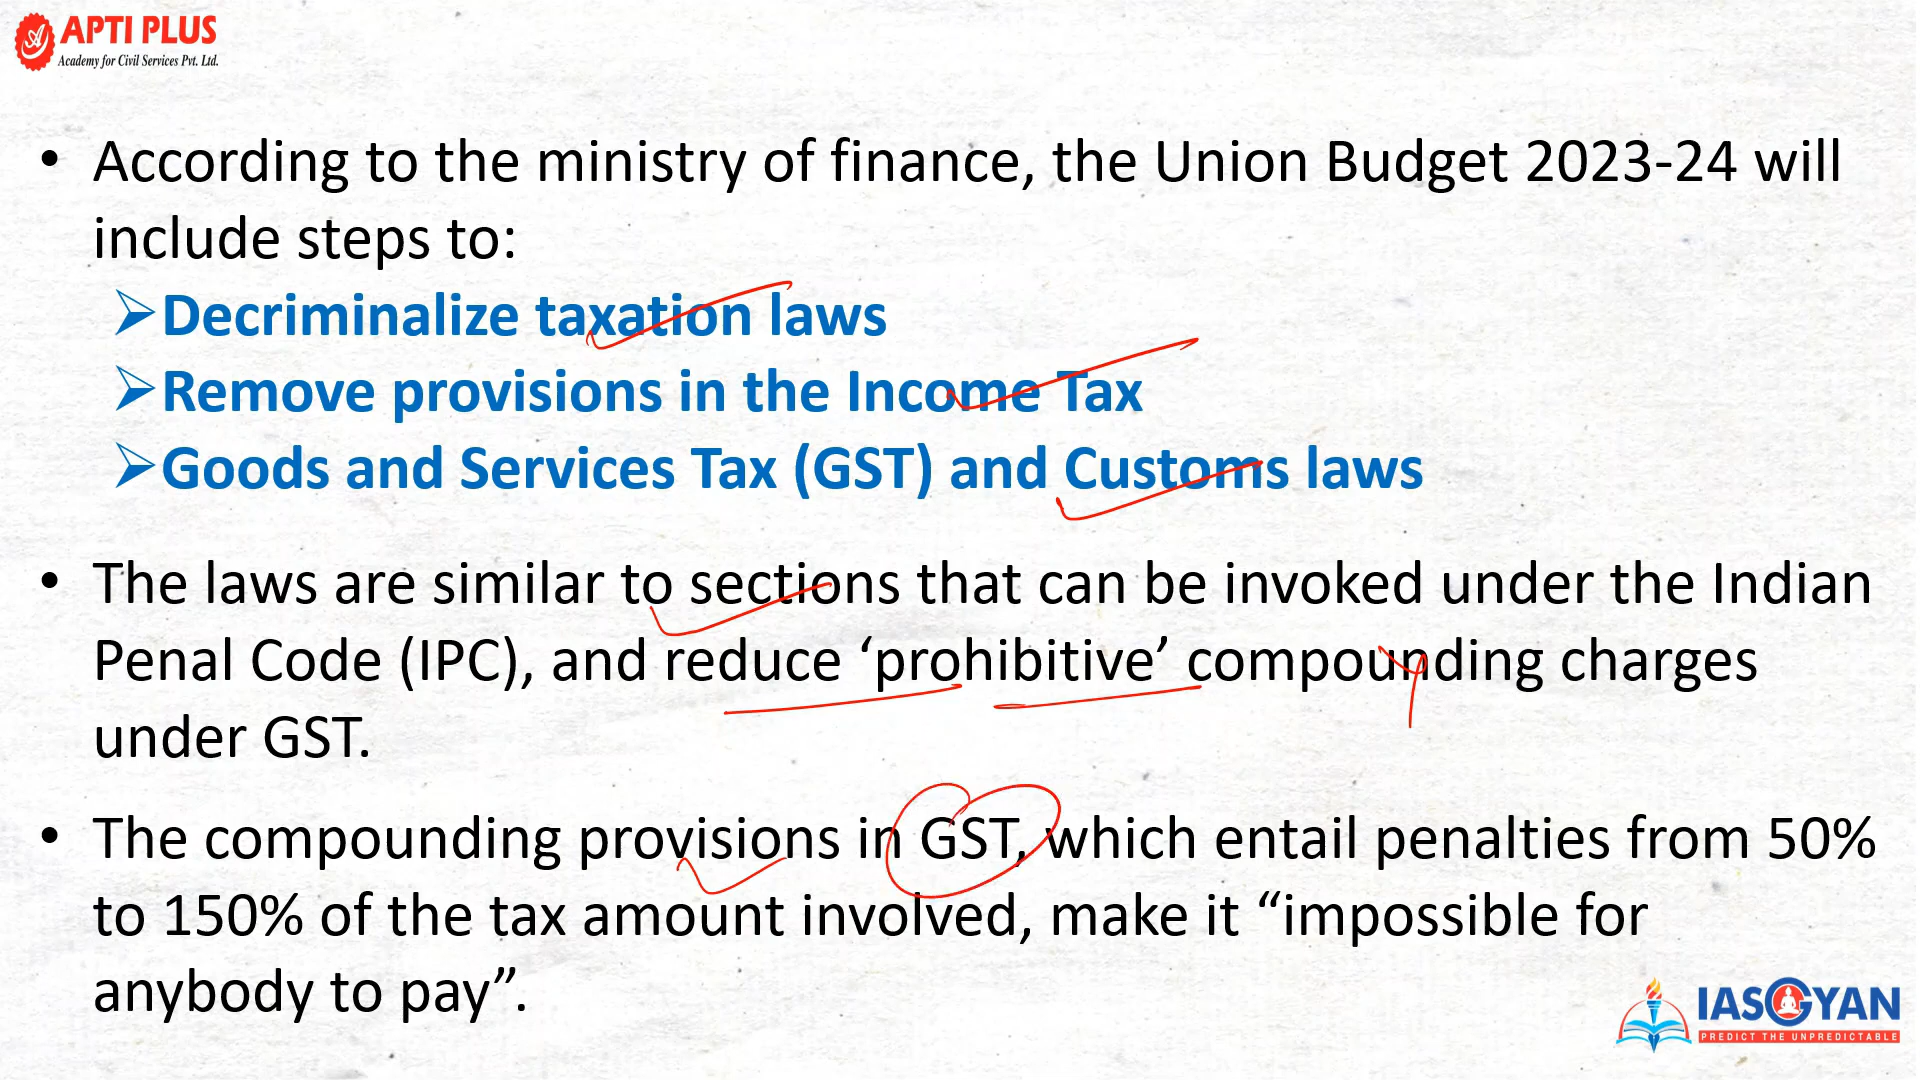 APTI PLUS
Academy for Civil Services Pvt. Ltd.
• According to the ministry of finance, the Union Budget 2023-24 will
include steps to:
➢Decriminalize taxation laws
➢Remove provisions in the Income Tax
➢Goods and Services Tax (GST) and Customs laws
• The laws are similar to sections that can be invoked under the Indian
Penal Code (IPC), and reduce ‘prohibitive’ compounding charges
under GST.
• The compounding provisions in GST, which entail penalties from 50%
to 150% of the tax amount involved, make it “impossible for
anybody to pay”.
IASGYAN
PREDICT THE UNPREDICTABLE